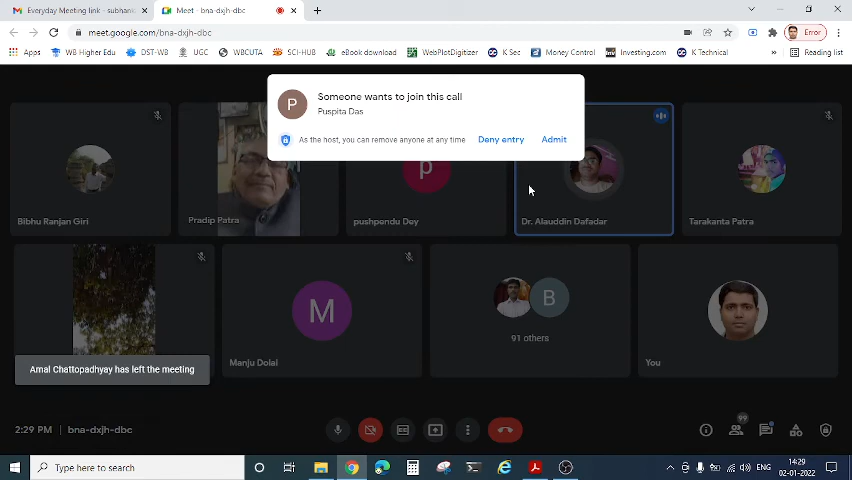 Everyday Meeting link - subhank
Meet - bna-dxjh-dbc
meet.google.com/bna-dxjh-dbc
Error
Apps
WB Higher Edu
DST-WB
UGC
WBCUTA
SCI-HUB
eBook download
WebPlotDigitizer
K Sec
Money Control
Investing.com
K Technical
»
Reading list
P
Someone wants to join this call
Puspita Das
As the host, you can remove anyone at any time
Deny entry
Admit
p
Bibhu Ranjan Giri
Pradip Patra
pushpendu Dey
Dr. Alauddin Dafadar
Tarakanta Patra
M
B
91 others
Manju Dolai
You
Amal Chattopadhyay has left the meeting
2:29 PM | bna-dxjh-dbc
99
Type here to search
ENG
14:29
02-01-2022